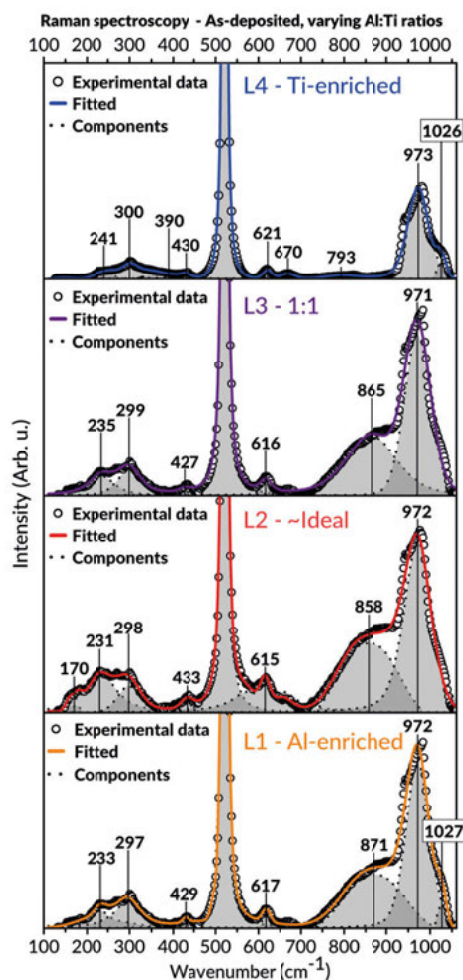 Raman spectroscopy - As-deposited, varying Al:Ti ratios
100 200 300 400 500 600 700 800 900 1000
Experimental data
Fitted
Components
L4 - Ti-enriched
1026
973
300
390
241
430
621
670
793
Experimental data
Fitted
Components
L3 - 1:1
971
865
299
235
427
616
Intensity (Arb. u.)
Experimental data
Fitted
Components
L2 - ~Ideal
972
858
298
231
170
433
615
Experimental data
Fitted
Components
L1 - Al-enriched
972
1027
871
297
233
429
617
100 200 300 400 500 600 700 800 900 1000
Wavenumber [cm⁻¹]